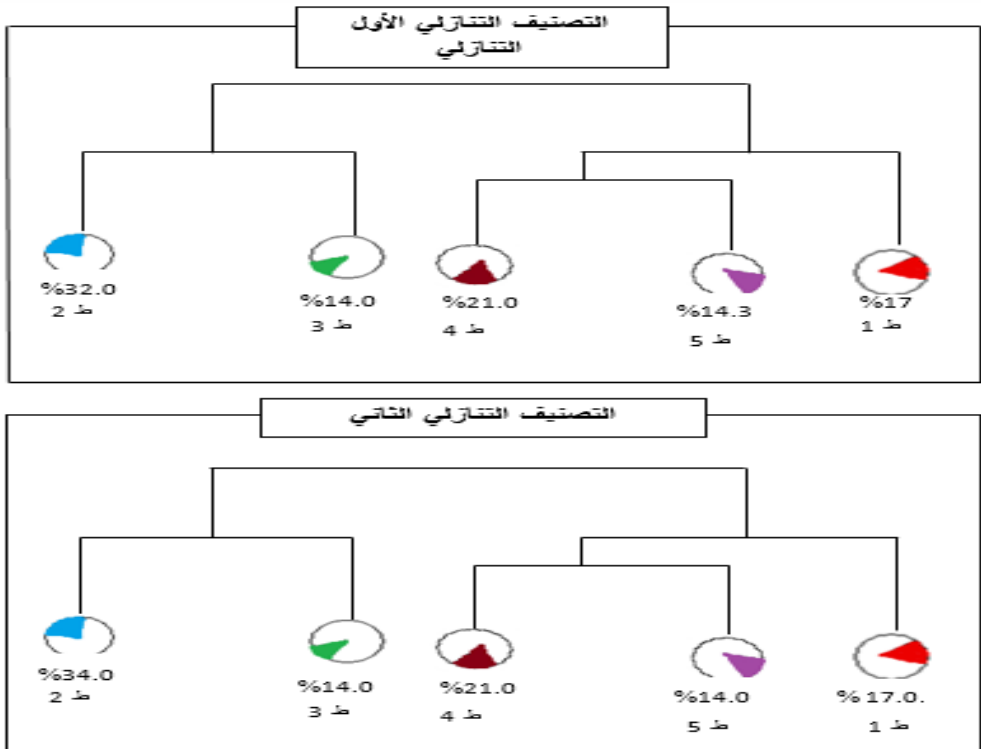 التصنيف التنازلي الأول
التنازلي
%32.0
ط 2
%14.0
ط 3
%21.0
ط 4
%14.3
ط 5
%17
ط 1
التصنيف التنازلي الثاني
%34.0
ط 2
%14.0
ط 3
%21.0
ط 4
%14.0
ط 5
% 17.0.
ط 1